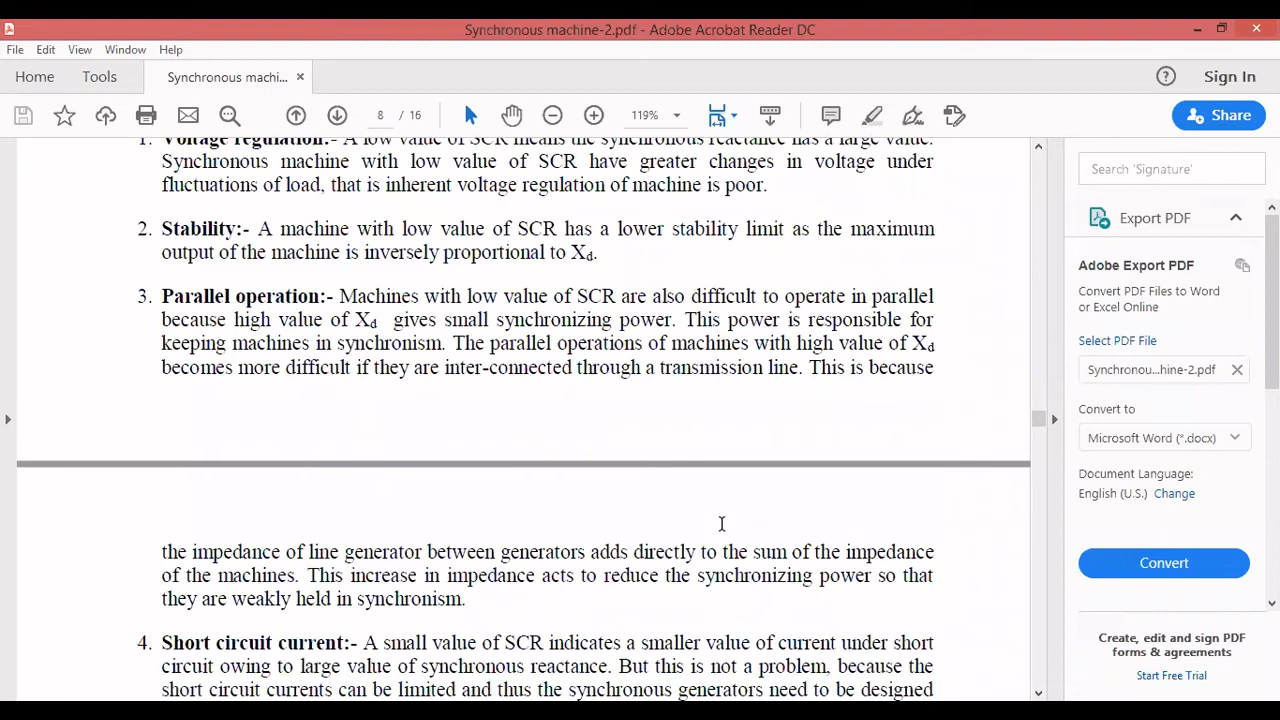 Synchronous machine-2.pdf - Adobe Acrobat Reader DC
File Edit View Window Help
Home Tools Synchronous machi... ×
Sign In
8 / 16
119%
Share
1. Voltage regulation:- A low value of SCR means the synchronous reactance has a large value.
Synchronous machine with low value of SCR have greater changes in voltage under
fluctuations of load, that is inherent voltage regulation of machine is poor.
2. Stability:- A machine with low value of SCR has a lower stability limit as the maximum
output of the machine is inversely proportional to Xd.
3. Parallel operation:- Machines with low value of SCR are also difficult to operate in parallel
because high value of Xd gives small synchronizing power. This power is responsible for
keeping machines in synchronism. The parallel operations of machines with high value of Xd
becomes more difficult if they are inter-connected through a transmission line. This is because
the impedance of line generator between generators adds directly to the sum of the impedance
of the machines. This increase in impedance acts to reduce the synchronizing power so that
they are weakly held in synchronism.
4. Short circuit current:- A small value of SCR indicates a smaller value of current under short
circuit owing to large value of synchronous reactance. But this is not a problem, because the
short circuit currents can be limited and thus the synchronous generators need to be designed
Search 'Signature'
Export PDF
Adobe Export PDF
Convert PDF Files to Word
or Excel Online
Select PDF File
Synchronou...hine-2.pdf
Convert to
Microsoft Word (*.docx)
Document Language:
English (U.S.) Change
Convert
Create, edit and sign PDF
forms & agreements
Start Free Trial